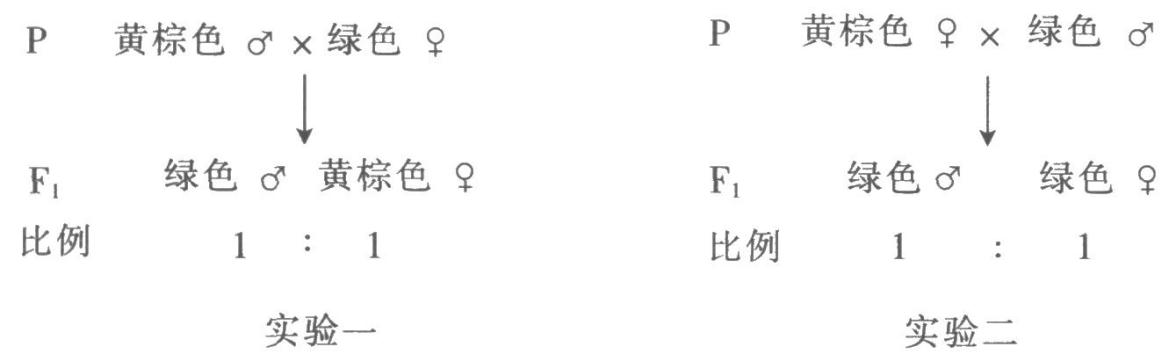 P 黄棕色 ♂ × 绿色 ♀
F₁ 绿色 ♂ 黄棕色 ♀
比例 1 : 1
实验一
P 黄棕色 ♀ × 绿色 ♂
F₁ 绿色 ♂ 绿色 ♀
比例 1 : 1
实验二